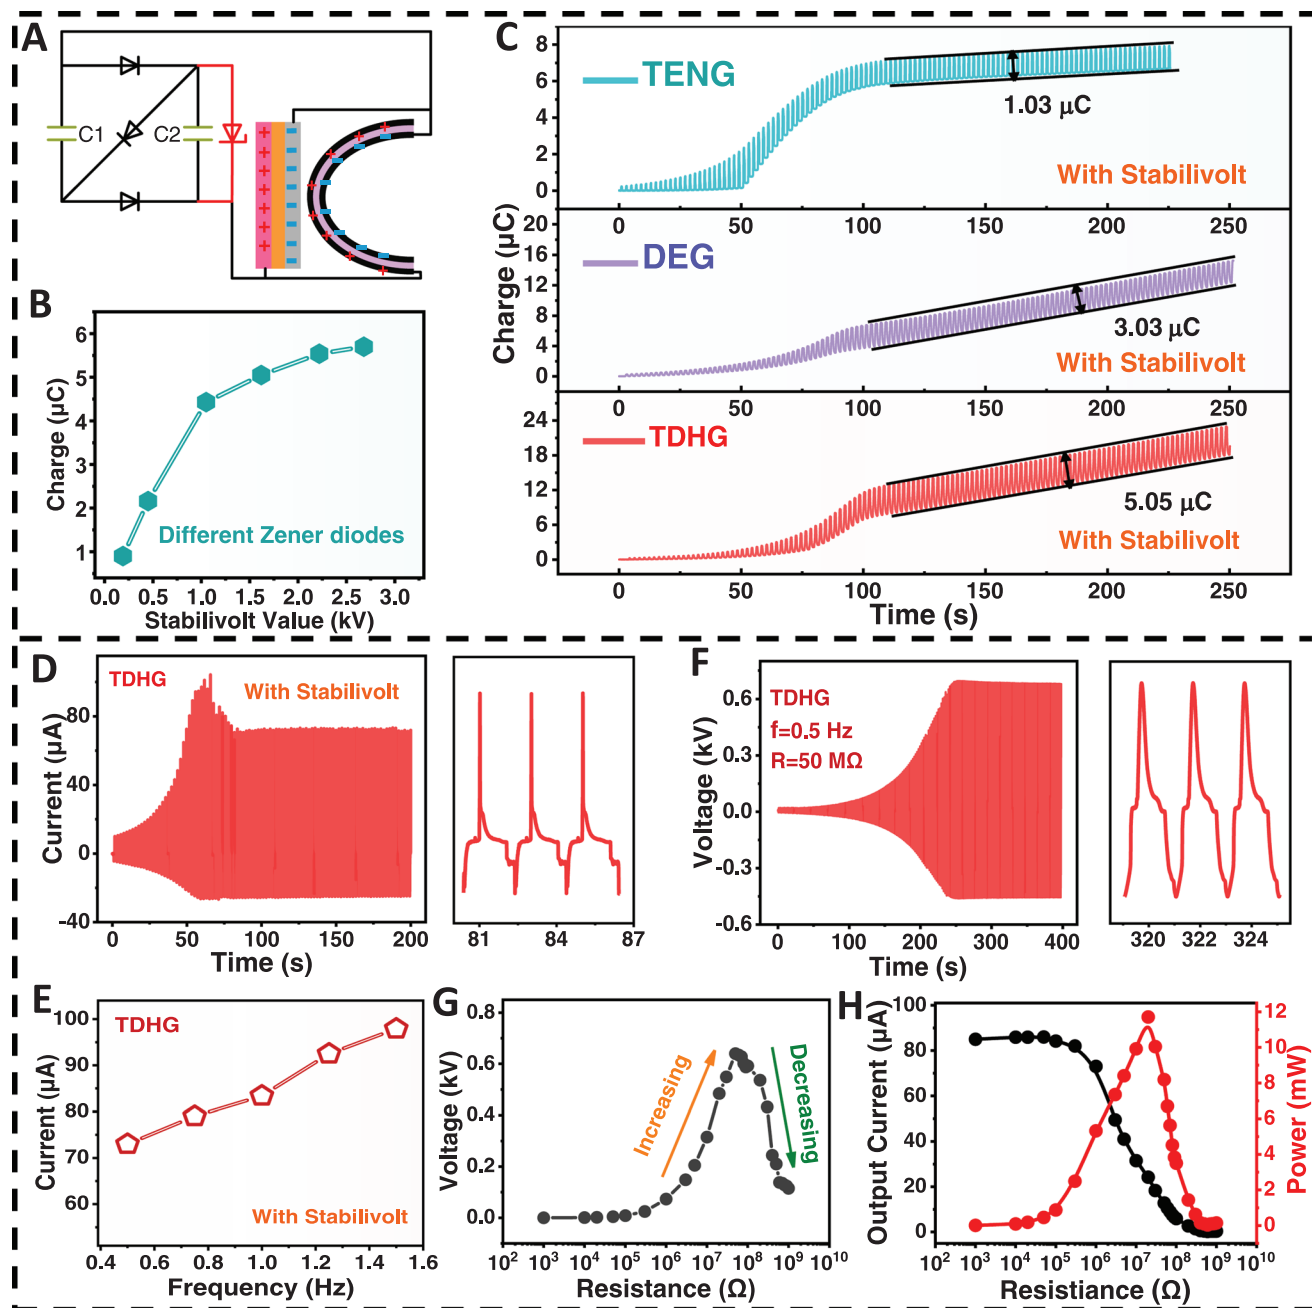 A
C1
C2
B
Charge (µC)
6
5
4
3
2
1
Different Zener diodes
0.0 0.5 1.0 1.5 2.0 2.5 3.0
Stabilivolt Value (kV)
C
Charge (µC)
8
6
4
2
0
TENG
1.03 µC
With Stabilivolt
0 50 100 150 200 250
20
16
12
8
4
0
DEG
3.03 µC
With Stabilivolt
0 50 100 150 200 250
24
18
12
6
0
TDHG
5.05 µC
With Stabilivolt
0 50 100 150 200 250
Time (s)
D
Current (µA)
80
40
0
-40
TDHG
With Stabilivolt
0 50 100 150 200
Time (s)
81 84 87
F
Voltage (kV)
0.6
0.3
0.0
-0.3
-0.6
TDHG
f=0.5 Hz
R=50 MΩ
0 100 200 300 400
Time (s)
320 322 324
E
Current (µA)
100
90
80
70
60
TDHG
With Stabilivolt
0.4 0.6 0.8 1.0 1.2 1.4 1.6
Frequency (Hz)
G
Voltage (kV)
0.8
0.6
0.4
0.2
0.0
Increasing
Decreasing
10² 10³ 10⁴ 10⁵ 10⁶ 10⁷ 10⁸ 10⁹ 10¹⁰
Resistance (Ω)
H
Output Current (µA)
100
80
60
40
20
0
12
10
8
6
4
2
0
Power (mW)
10² 10³ 10⁴ 10⁵ 10⁶ 10⁷ 10⁸ 10⁹ 10¹⁰
Resistiance (Ω)